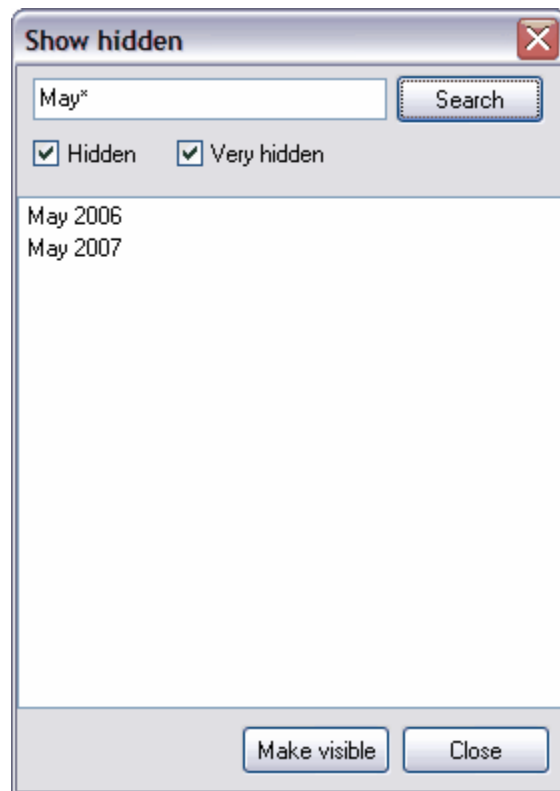 Show hidden
May*
Search
Hidden
Very hidden
May 2006
May 2007
Make visible
Close